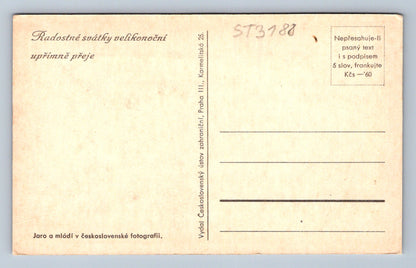 Radostné svátky velikonoční
upřímně přeje
ST3188
Nepřesahuje-li
psaný text
i s podpisem
5 slov, frankujte
Kčs —'60
Vydal Československý ústav zahraniční, Praha III., Karmelitská 25.
Jaro a mládí v československé fotografii.